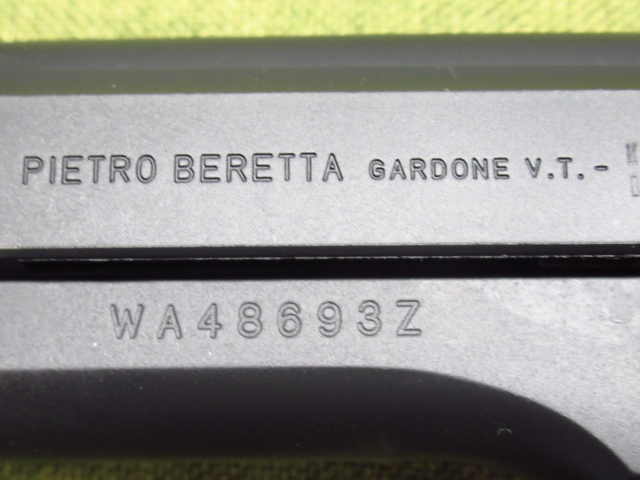 PIETRO BERETTA GARDONE V.T.-
WA48693Z